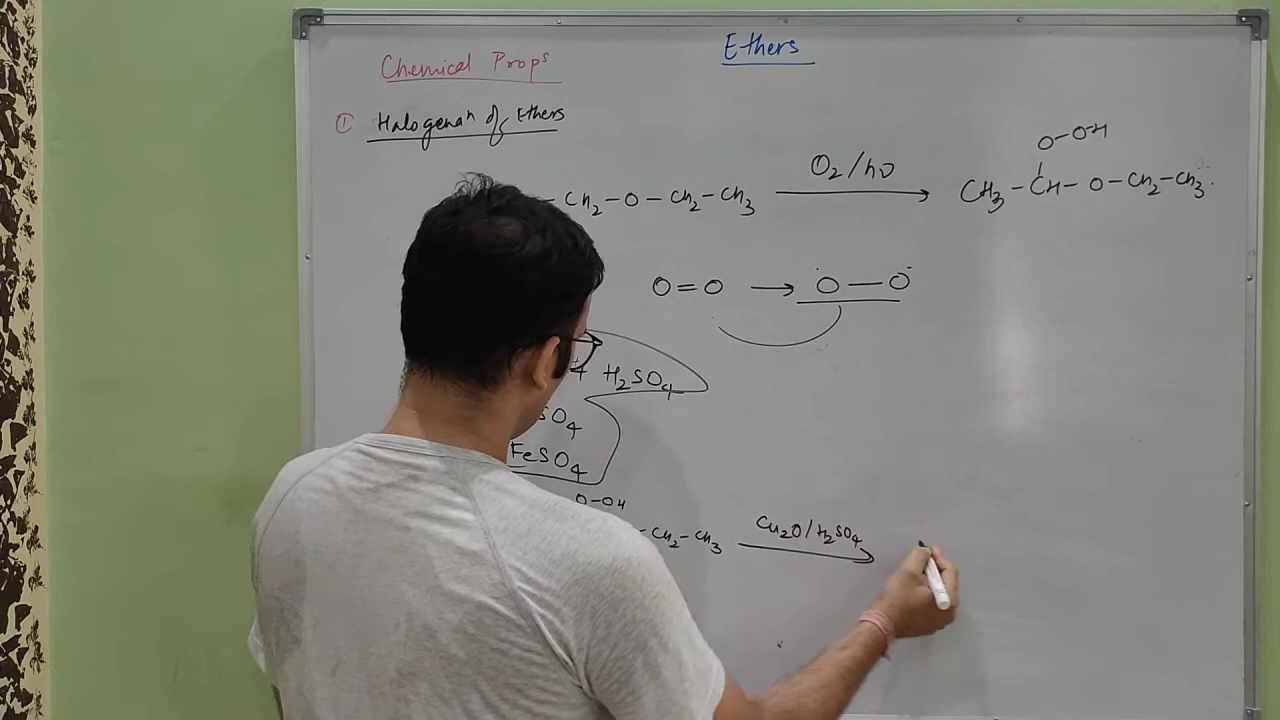 Ethers
Chemical Props
① Halogenaⁿ of Ethers
– CH2 – O – CH2 – CH3 O2/hν CH3 – CH – O – CH2 – CH3
O – OH
O = O → O — O
H2SO4
SO4
FeSO4
O – OH
– CH2 – CH3 Cu2O / H2SO4